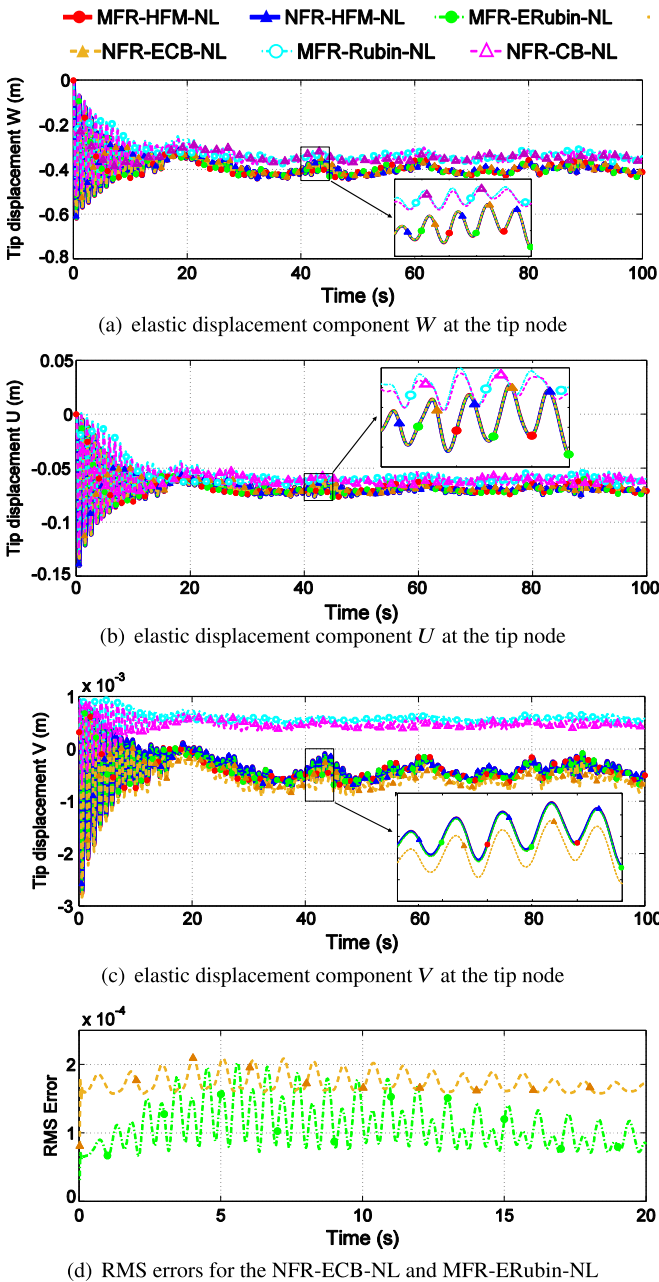 MFR-HFM-NL NFR-HFM-NL MFR-ERubin-NL
NFR-ECB-NL MFR-Rubin-NL NFR-CB-NL
Tip displacement W (m)
0
-0.2
-0.4
-0.6
-0.8
0 20 40 60 80 100
Time (s)
(a) elastic displacement component W at the tip node
Tip displacement U (m)
0.05
0
-0.05
-0.1
-0.15
0 20 40 60 80 100
Time (s)
(b) elastic displacement component U at the tip node
x 10⁻³
Tip displacement V (m)
1
0
-1
-2
-3
0 20 40 60 80 100
Time (s)
(c) elastic displacement component V at the tip node
x 10⁻⁴
RMS Error
2
1
0
0 5 10 15 20
Time (s)
(d) RMS errors for the NFR-ECB-NL and MFR-ERubin-NL